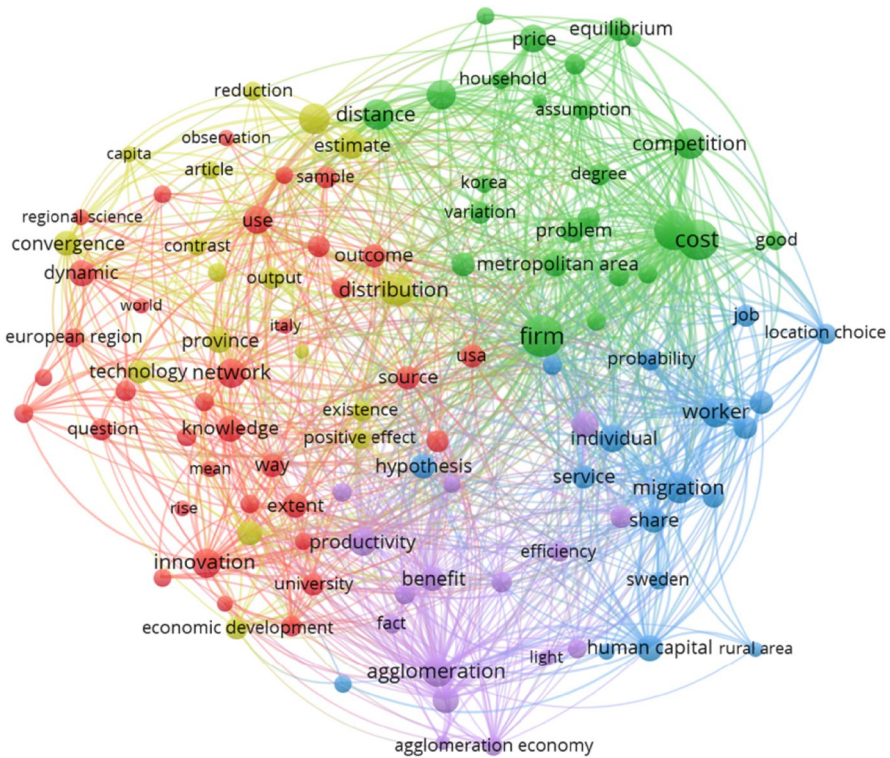 equilibrium
price
household
reduction
distance
assumption
observation
estimate
competition
capita
article
sample
korea
degree
regional science
use
variation
problem
cost
good
convergence
contrast
outcome
dynamic
output
distribution
metropolitan area
world
job
european region
province
italy
firm
location choice
usa
probability
technology
network
source
existence
worker
question
knowledge
positive effect
individual
mean
way
hypothesis
service
migration
rise
extent
share
productivity
efficiency
innovation
university
benefit
sweden
economic development
fact
human capital
rural area
light
agglomeration
agglomeration economy